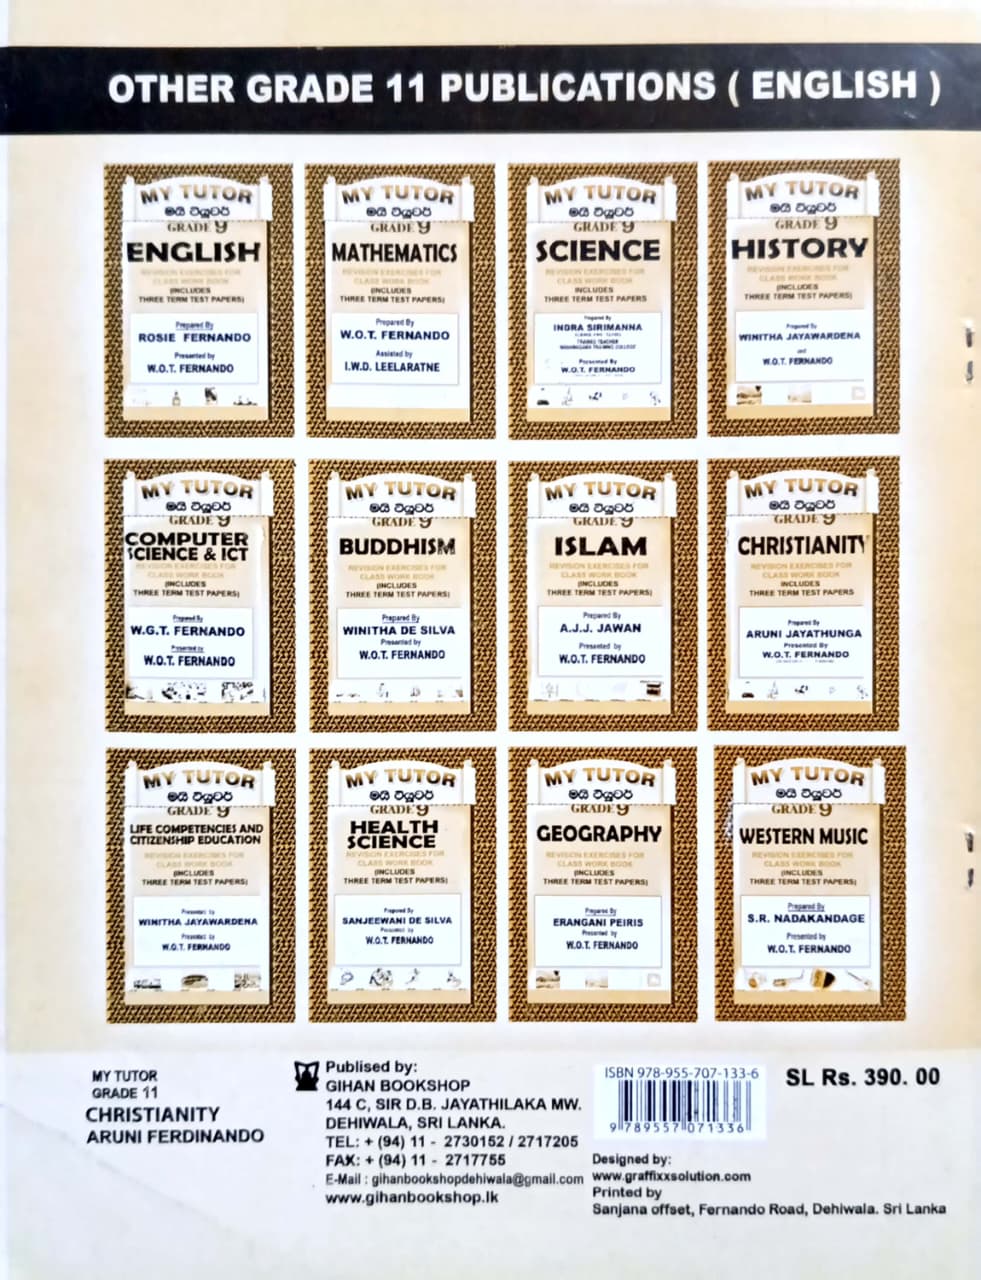 OTHER GRADE 11 PUBLICATIONS ( ENGLISH )
MY TUTOR
මයි ටියුටර්
GRADE 9
ENGLISH
REVISION EXERCISES FOR
CLASS WORK BOOK
(INCLUDES
THREE TERM TEST PAPERS)
Prepared By
ROSIE FERNANDO
Presented by
W.O.T. FERNANDO
MY TUTOR
මයි ටියුටර්
GRADE 9
MATHEMATICS
REVISION EXERCISES FOR
CLASS WORK BOOK
(INCLUDES
THREE TERM TEST PAPERS)
Prepared By
W.O.T. FERNANDO
Assisted by
I.W.D. LEELARATNE
MY TUTOR
මයි ටියුටර්
GRADE 9
SCIENCE
REVISION EXERCISES FOR
CLASS WORK BOOK
INCLUDES
THREE TERM TEST PAPERS
Prepared By
INDRA SIRIMANNA
TRAINED TEACHER
Presented By
W.O.T. FERNANDO
MY TUTOR
මයි ටියුටර්
GRADE 9
HISTORY
REVISION EXERCISES FOR
CLASS WORK BOOK
(INCLUDES
THREE TERM TEST PAPERS)
Prepared By
WINITHA JAYAWARDENA
and
W.O.T. FERNANDO
MY TUTOR
මයි ටියුටර්
GRADE 9
COMPUTER
SCIENCE & ICT
REVISION EXERCISES FOR
CLASS WORK BOOK
(INCLUDES
THREE TERM TEST PAPERS)
Prepared By
W.G.T. FERNANDO
Presented by
W.O.T. FERNANDO
MY TUTOR
මයි ටියුටර්
GRADE 9
BUDDHISM
REVISION EXERCISES FOR
CLASS WORK BOOK
(INCLUDES
THREE TERM TEST PAPERS)
Prepared By
WINITHA DE SILVA
Presented by
W.O.T. FERNANDO
MY TUTOR
මයි ටියුටර්
GRADE 9
ISLAM
REVISION EXERCISES FOR
CLASS WORK BOOK
(INCLUDES
THREE TERM TEST PAPERS)
Prepared By
A.J.J. JAWAN
Presented by
W.O.T. FERNANDO
MY TUTOR
මයි ටියුටර්
GRADE 9
CHRISTIANITY
REVISION EXERCISES FOR
CLASS WORK BOOK
(INCLUDES
THREE TERM TEST PAPERS
Prepared By
ARUNI JAYATHUNGA
Presented By
W.O.T. FERNANDO
MY TUTOR
මයි ටියුටර්
GRADE 9
LIFE COMPETENCIES AND
CITIZENSHIP EDUCATION
REVISION EXERCISES FOR
CLASS WORK BOOK
(INCLUDES
THREE TERM TEST PAPERS)
Presented by
WINITHA JAYAWARDENA
Presented by
W.O.T. FERNANDO
MY TUTOR
මයි ටියුටර්
GRADE 9
HEALTH
SCIENCE
REVISION EXERCISES FOR
CLASS WORK BOOK
(INCLUDES
THREE TERM TEST PAPERS)
Prepared By
SANJEEWANI DE SILVA
Presented by
W.O.T. FERNANDO
MY TUTOR
මයි ටියුටර්
GRADE 9
GEOGRAPHY
REVISION EXERCISES FOR
CLASS WORK BOOK
(INCLUDES
THREE TERM TEST PAPERS)
Prepared By
ERANGANI PEIRIS
Presented by
W.O.T. FERNANDO
MY TUTOR
මයි ටියුටර්
GRADE 9
WESTERN MUSIC
REVISION EXERCISES FOR
CLASS WORK BOOK
(INCLUDES
THREE TERM TEST PAPERS)
Prepared By
S.R. NADAKANDAGE
Presented by
W.O.T. FERNANDO
MY TUTOR
GRADE 11
CHRISTIANITY
ARUNI FERDINANDO
Publised by:
GIHAN BOOKSHOP
144 C, SIR D.B. JAYATHILAKA MW.
DEHIWALA, SRI LANKA.
TEL: + (94) 11 - 2730152 / 2717205
FAX: + (94) 11 - 2717755
E-Mail : gihanbookshopdehiwala@gmail.com
www.gihanbookshop.lk
ISBN 978-955-707-133-6
9 789557 071336
SL Rs. 390. 00
Designed by:
www.graffixxsolution.com
Printed by
Sanjana offset, Fernando Road, Dehiwala. Sri Lanka